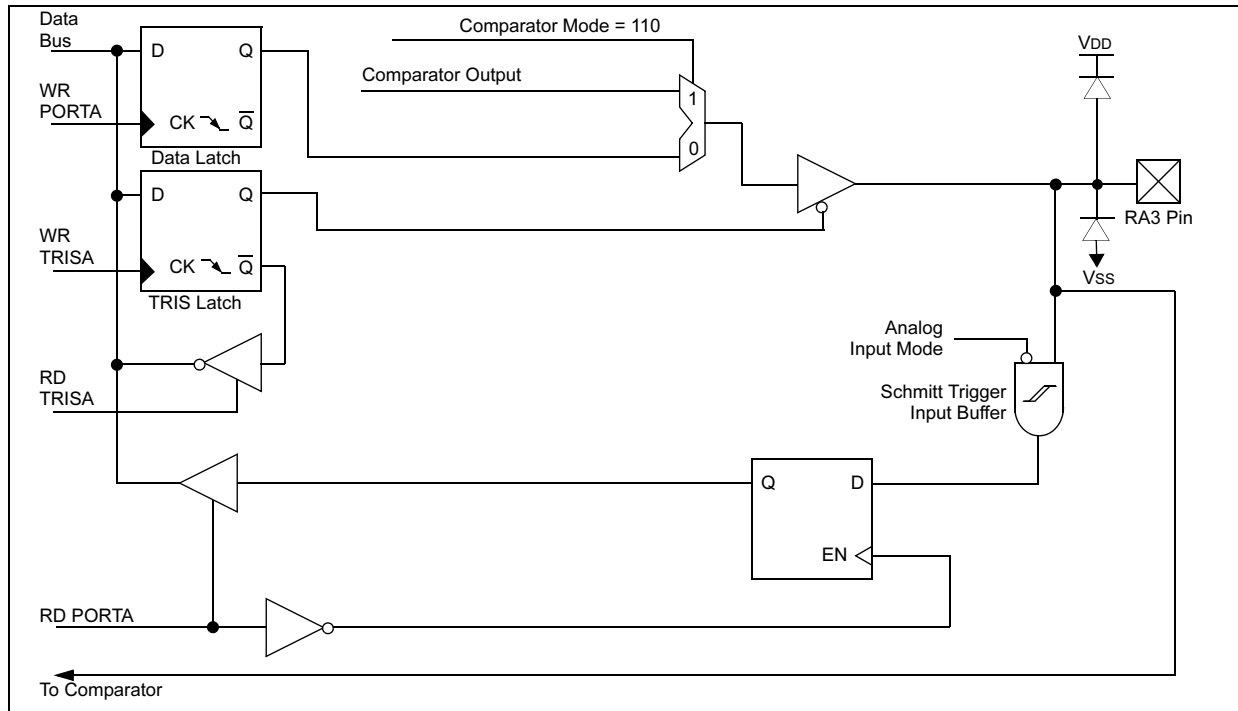 Data
Bus
D
Q
WR
PORTA
CK
Q̅
Data Latch
Comparator Mode = 110
Comparator Output
1
0
VDD
RA3 Pin
VSS
D
Q
WR
TRISA
CK
Q̅
TRIS Latch
RD
TRISA
Analog
Input Mode
Schmitt Trigger
Input Buffer
Q
D
EN
RD PORTA
To Comparator